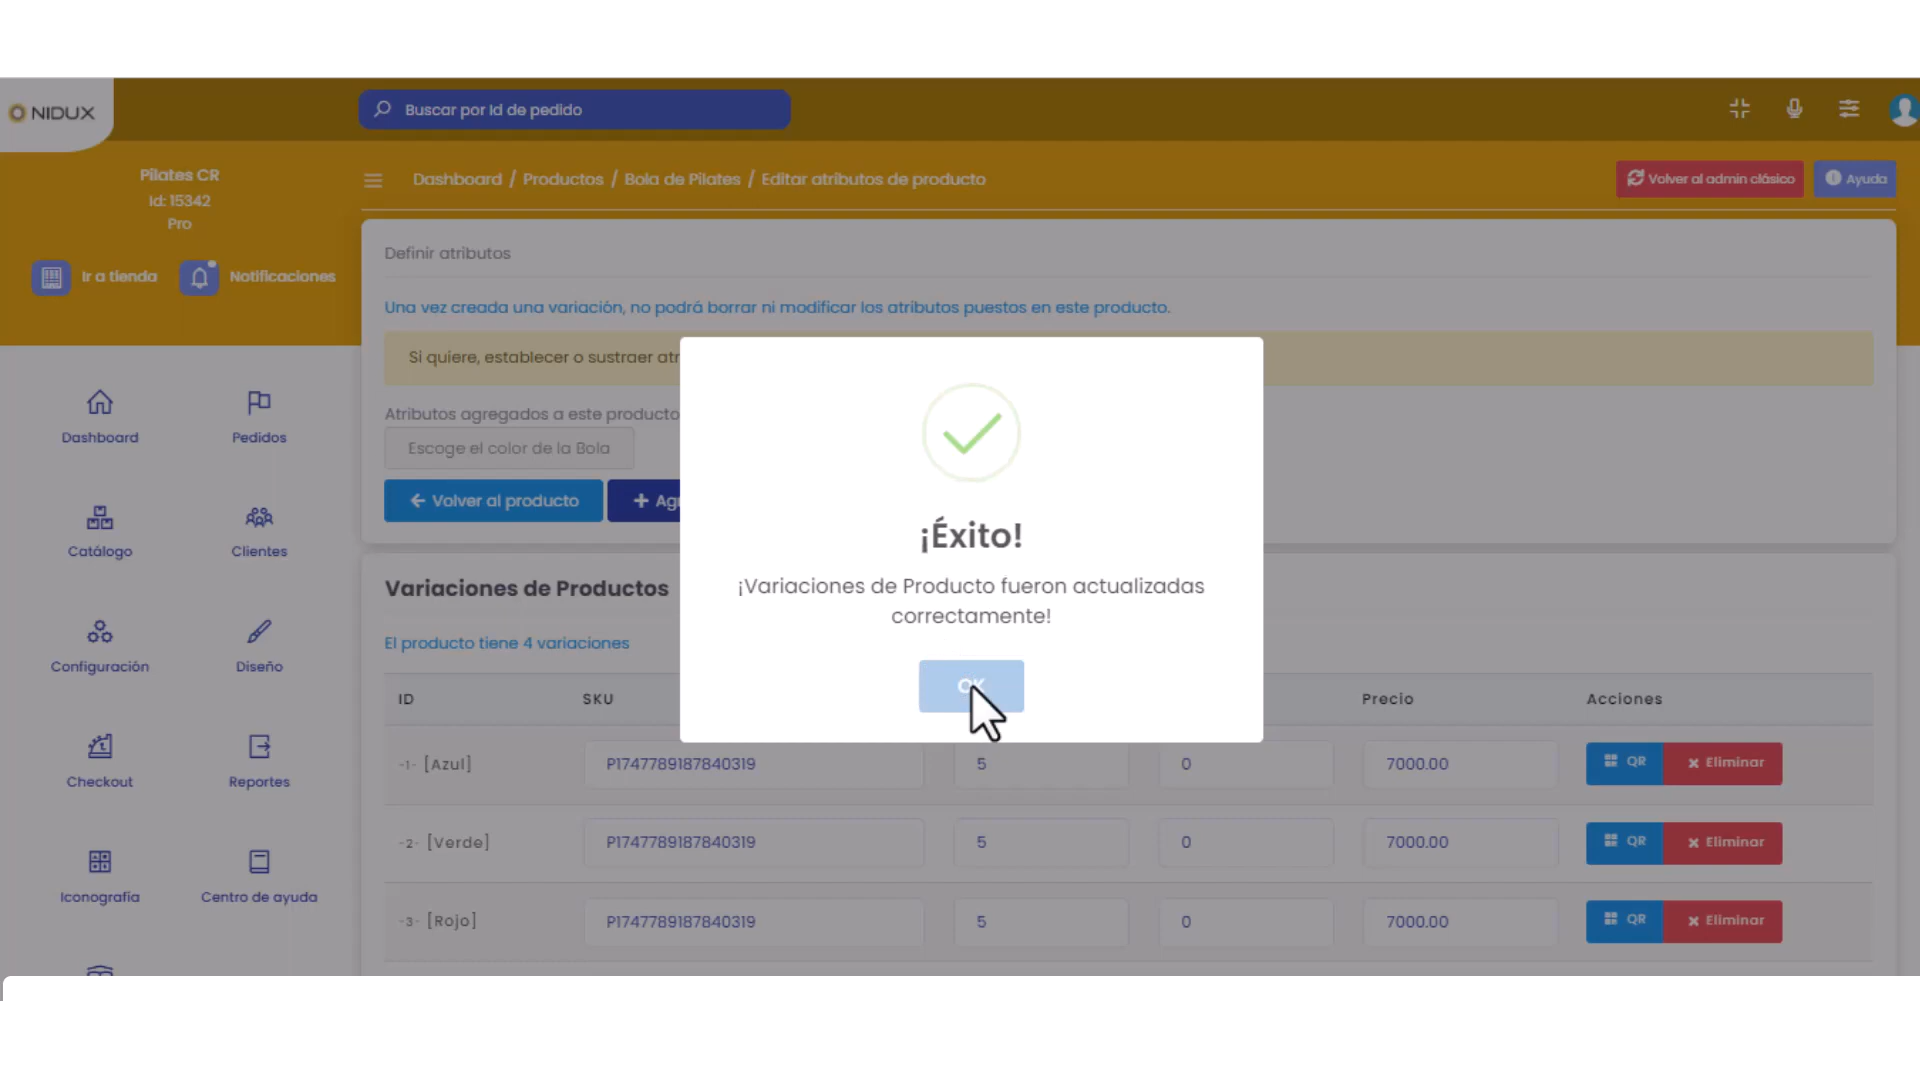 NIDUX
Buscar por Id de pedido
Pilates CR
Id: 15342
Pro
Dashboard / Productos / Bola de Pilates / Editar atributos de producto
Volver al admin clásico
Ayuda
Ir a tienda
Notificaciones
Definir atributos
Una vez creada una variación, no podrá borrar ni modificar los atributos puestos en este producto.
Si quiere, establecer o sustraer atr
Atributos agregados a este producto
Escoge el color de la Bola
Volver al producto
+ Agr
¡Éxito!
¡Variaciones de Producto fueron actualizadas
correctamente!
OK
Dashboard
Pedidos
Catálogo
Clientes
Configuración
Diseño
Checkout
Reportes
Iconografía
Centro de ayuda
Variaciones de Productos
El producto tiene 4 variaciones
ID SKU Precio Acciones
-1- [Azul] P1747789187840319 5 0 7000.00 QR Eliminar
-2- [Verde] P1747789187840319 5 0 7000.00 QR Eliminar
-3- [Rojo] P1747789187840319 5 0 7000.00 QR Eliminar